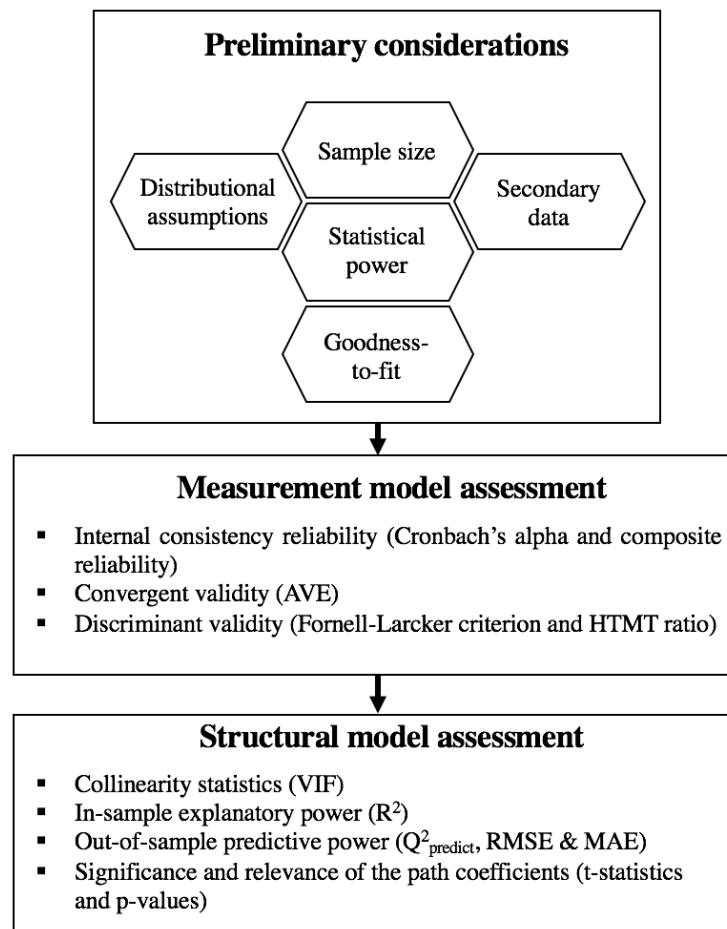 Preliminary considerations
Sample size
Distributional
assumptions
Secondary
data
Statistical
power
Goodness-
to-fit
Measurement model assessment
▪ Internal consistency reliability (Cronbach's alpha and composite
reliability)
▪ Convergent validity (AVE)
▪ Discriminant validity (Fornell-Larcker criterion and HTMT ratio)
Structural model assessment
▪ Collinearity statistics (VIF)
▪ In-sample explanatory power (R²)
▪ Out-of-sample predictive power (Q²predict, RMSE & MAE)
▪ Significance and relevance of the path coefficients (t-statistics
and p-values)